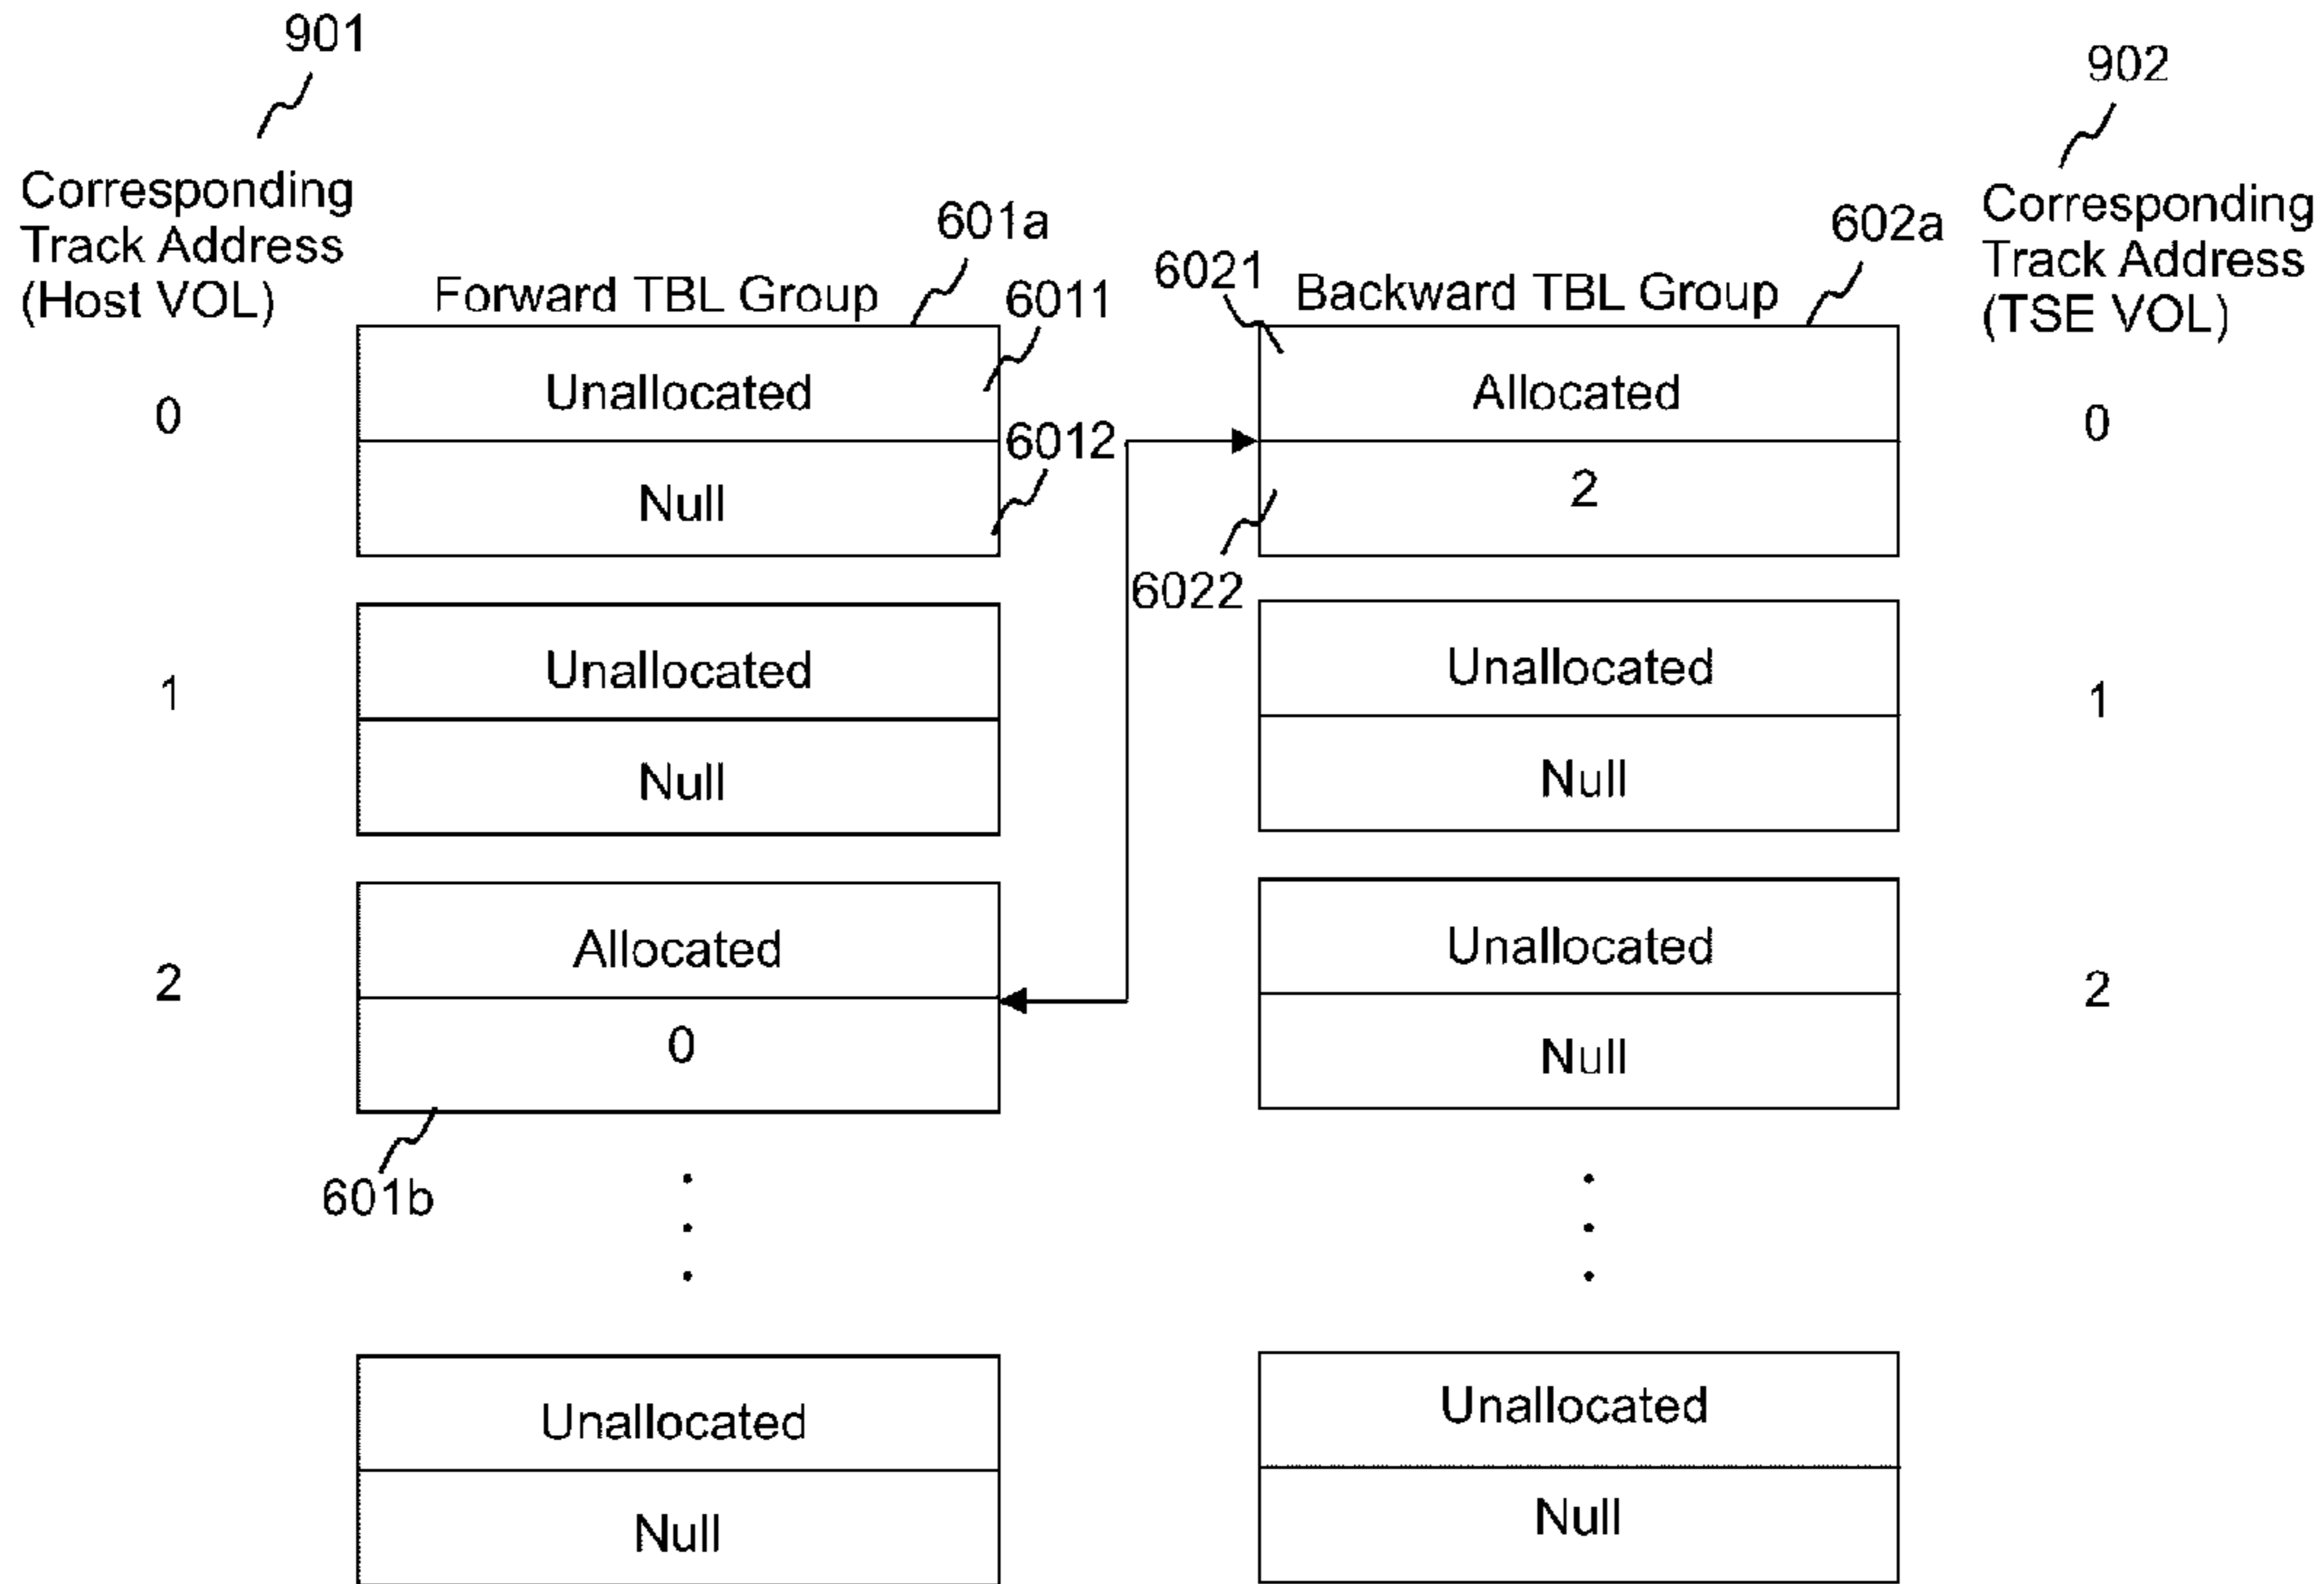 901
902
Corresponding
Track Address
(Host VOL)
Corresponding
Track Address
(TSE VOL)
601a
602a
Forward TBL Group
6011
6021
Backward TBL Group
0
Unallocated
Allocated
0
6012
Null
2
6022
1
Unallocated
Unallocated
1
Null
Null
2
Allocated
Unallocated
2
0
Null
601b
Unallocated
Unallocated
Null
Null